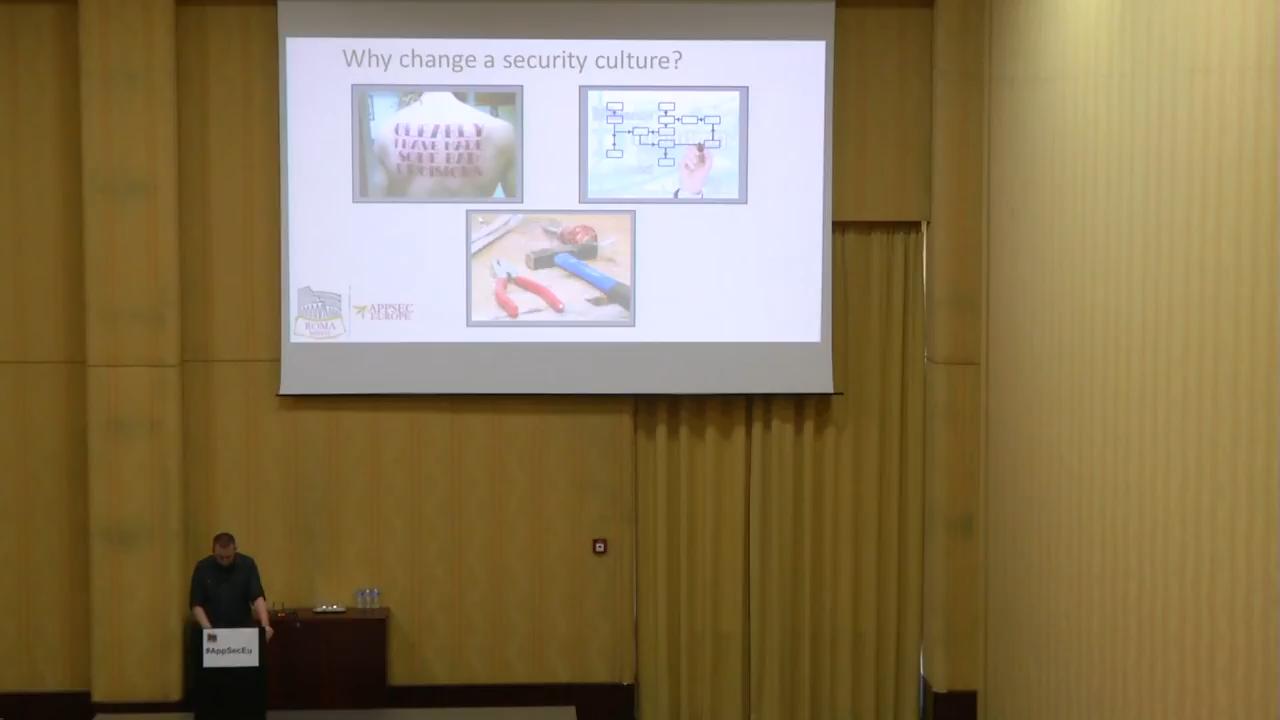 Why change a security culture?
CLEARLY
I HAVE MADE
SOME BAD
DECISIONS
ROMA
APPSEC
EUROPE
#AppSecEu